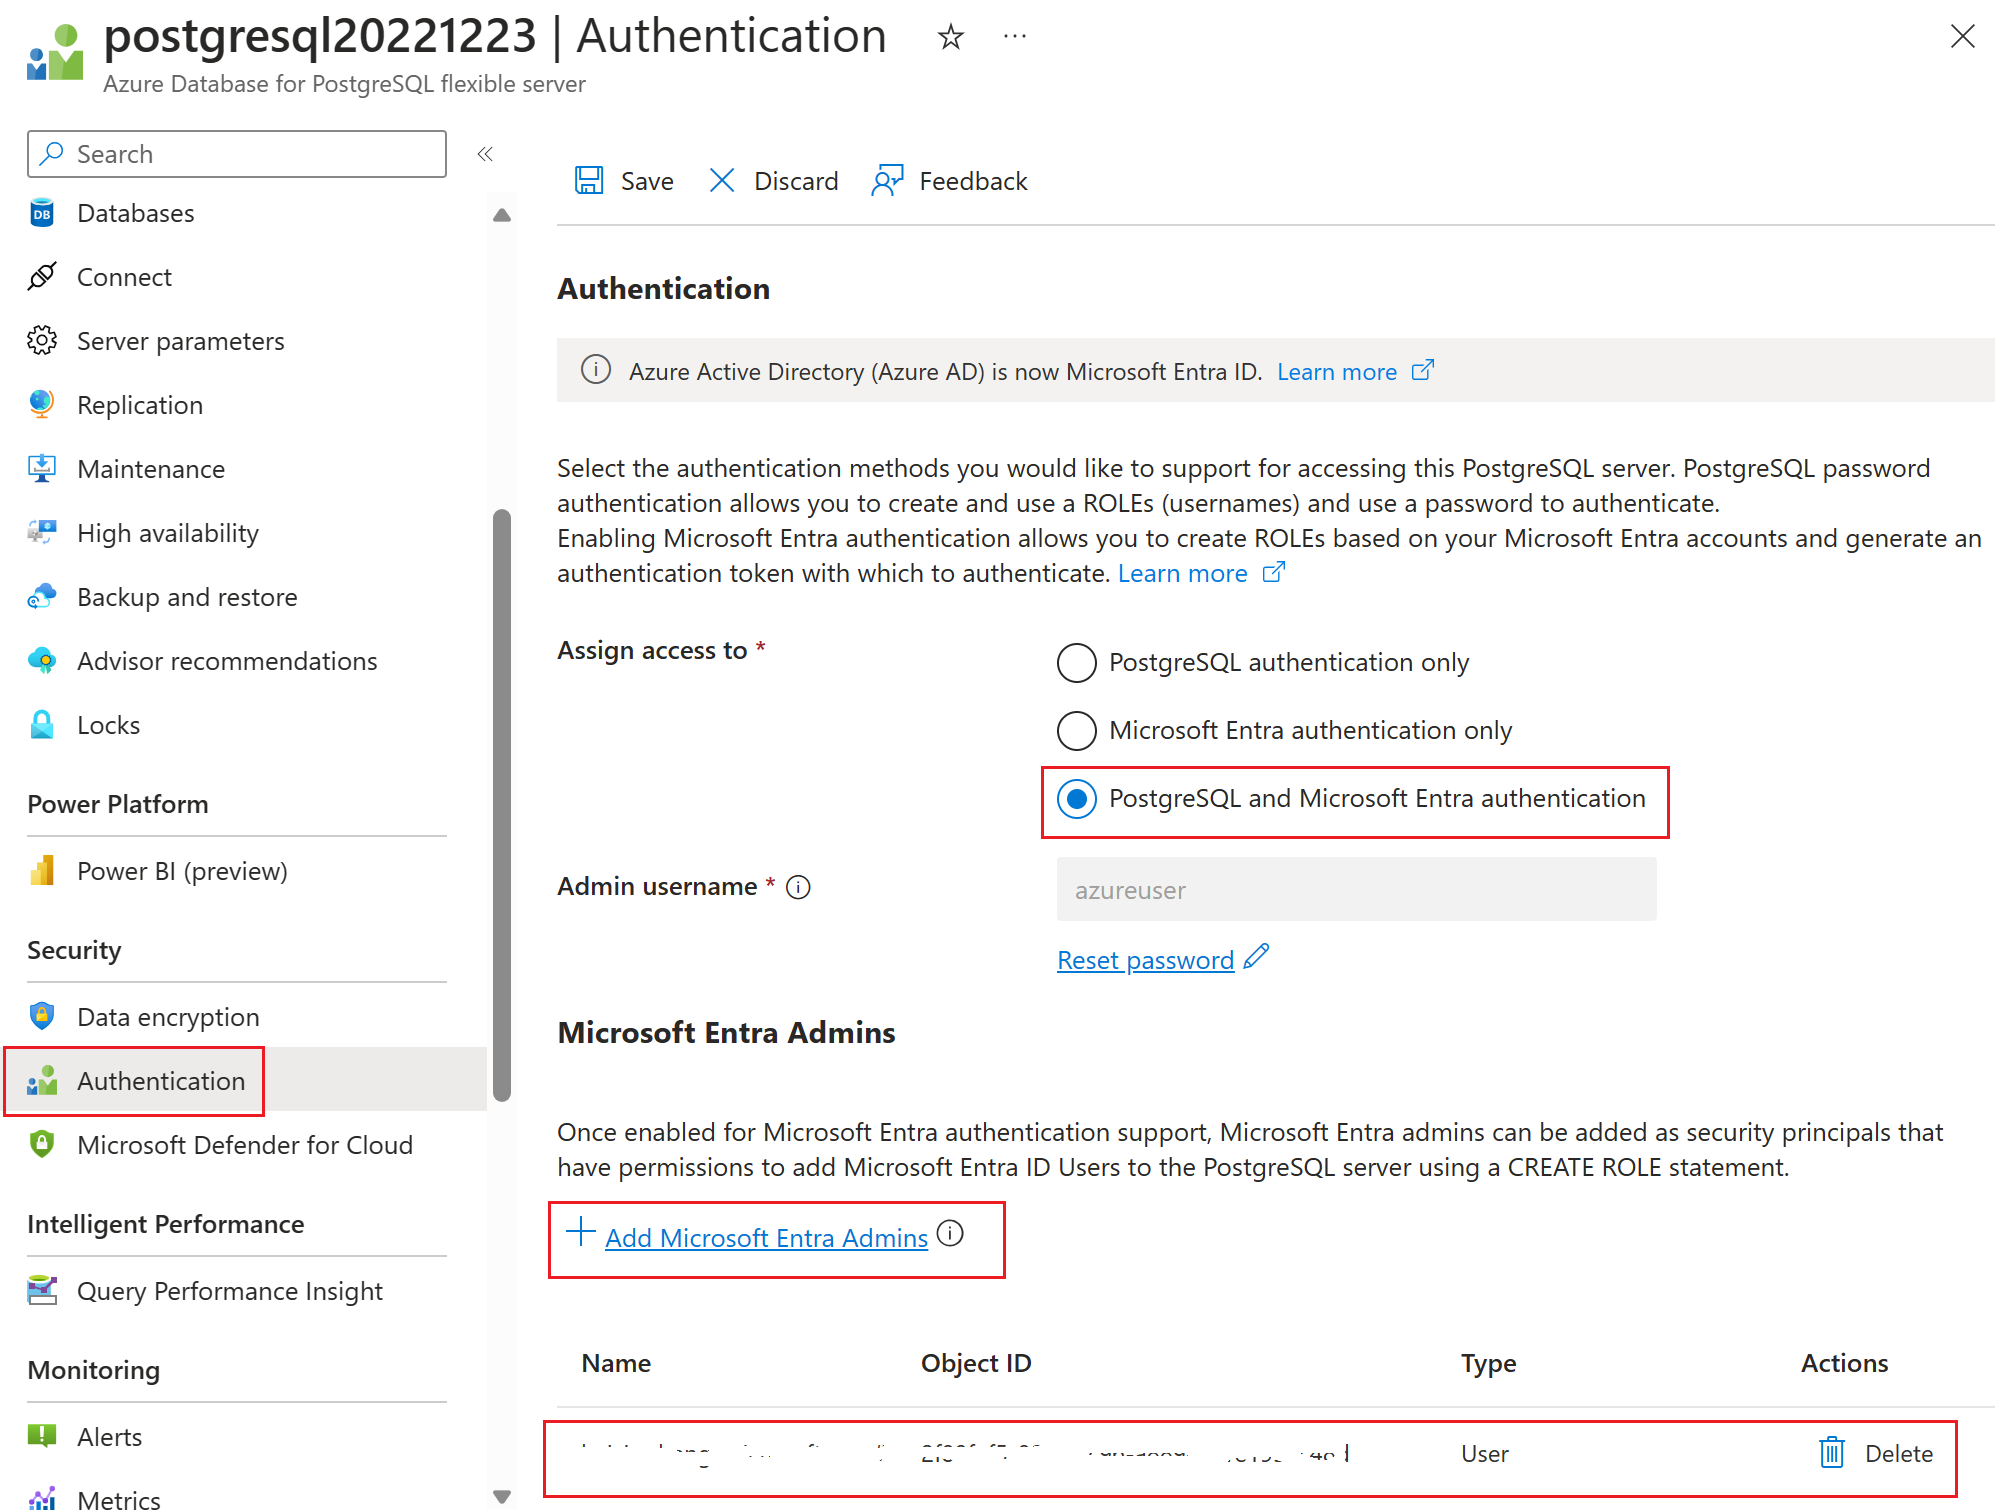 postgresql20221223 | Authentication
Azure Database for PostgreSQL flexible server
Search
Databases
Connect
Server parameters
Replication
Maintenance
High availability
Backup and restore
Advisor recommendations
Locks
Power Platform
Power BI (preview)
Security
Data encryption
Authentication
Microsoft Defender for Cloud
Intelligent Performance
Query Performance Insight
Monitoring
Alerts
Metrics
Save
Discard
Feedback
Authentication
Azure Active Directory (Azure AD) is now Microsoft Entra ID. Learn more
Select the authentication methods you would like to support for accessing this PostgreSQL server. PostgreSQL password
authentication allows you to create and use a ROLEs (usernames) and use a password to authenticate.
Enabling Microsoft Entra authentication allows you to create ROLEs based on your Microsoft Entra accounts and generate an
authentication token with which to authenticate. Learn more
Assign access to *
PostgreSQL authentication only
Microsoft Entra authentication only
PostgreSQL and Microsoft Entra authentication
Admin username *
azureuser
Reset password
Microsoft Entra Admins
Once enabled for Microsoft Entra authentication support, Microsoft Entra admins can be added as security principals that
have permissions to add Microsoft Entra ID Users to the PostgreSQL server using a CREATE ROLE statement.
Add Microsoft Entra Admins
Name Object ID Type Actions
User Delete